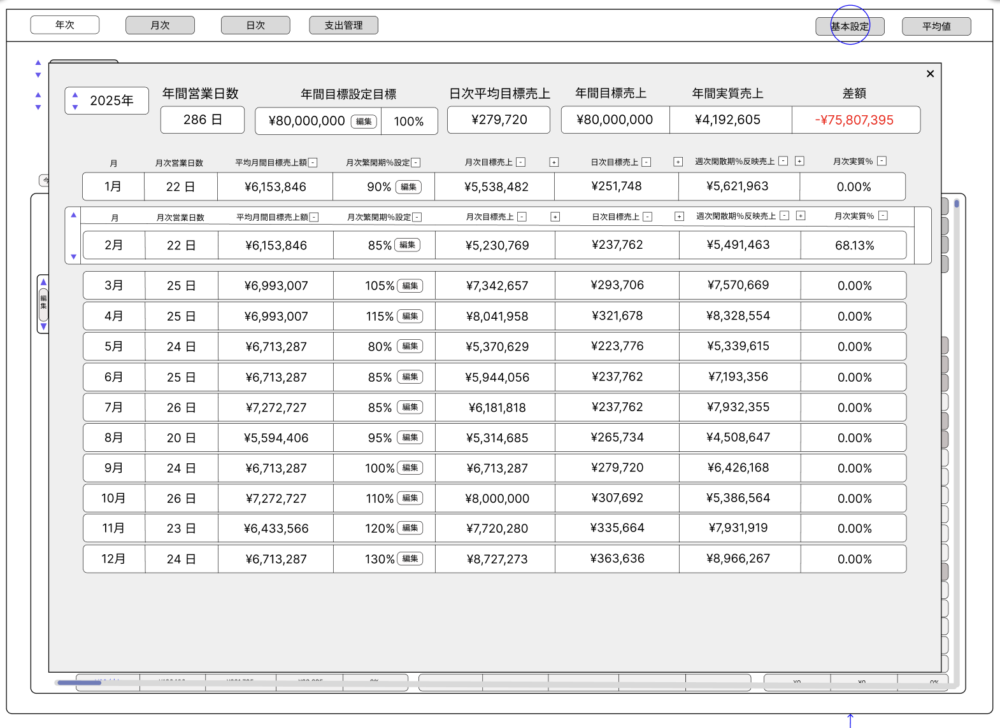 年次 月次 日次 支出管理 基本設定 平均値
×
2025年 年間営業日数 年間目標設定目標 日次平均目標売上 年間目標売上 年間実質売上 差額
286 日 ¥80,000,000 編集 100% ¥279,720 ¥80,000,000 ¥4,192,605 -¥75,807,395
月 月次営業日数 平均月間目標売上額 - 月次繁閑期%設定 - 月次目標売上 - + 日次目標売上 - + 週次閑散期%反映売上 - + 月次実質% -
1月 22 日 ¥6,153,846 90% 編集 ¥5,538,482 ¥251,748 ¥5,621,963 0.00%
月 月次営業日数 平均月間目標売上額 - 月次繁閑期%設定 - 月次目標売上 - + 日次目標売上 - + 週次閑散期%反映売上 - + 月次実質% -
2月 22 日 ¥6,153,846 85% 編集 ¥5,230,769 ¥237,762 ¥5,491,463 68.13%
3月 25 日 ¥6,993,007 105% 編集 ¥7,342,657 ¥293,706 ¥7,570,669 0.00%
編集
4月 25 日 ¥6,993,007 115% 編集 ¥8,041,958 ¥321,678 ¥8,328,554 0.00%
5月 24 日 ¥6,713,287 80% 編集 ¥5,370,629 ¥223,776 ¥5,339,615 0.00%
6月 25 日 ¥6,713,287 85% 編集 ¥5,944,056 ¥237,762 ¥7,193,356 0.00%
7月 26 日 ¥7,272,727 85% 編集 ¥6,181,818 ¥237,762 ¥7,932,355 0.00%
8月 20 日 ¥5,594,406 95% 編集 ¥5,314,685 ¥265,734 ¥4,508,647 0.00%
9月 24 日 ¥6,713,287 100% 編集 ¥6,713,287 ¥279,720 ¥6,426,168 0.00%
10月 26 日 ¥7,272,727 110% 編集 ¥8,000,000 ¥307,692 ¥5,386,564 0.00%
11月 23 日 ¥6,433,566 120% 編集 ¥7,720,280 ¥335,664 ¥7,931,919 0.00%
12月 24 日 ¥6,713,287 130% 編集 ¥8,727,273 ¥363,636 ¥8,966,267 0.00%
¥0 ¥0 0%